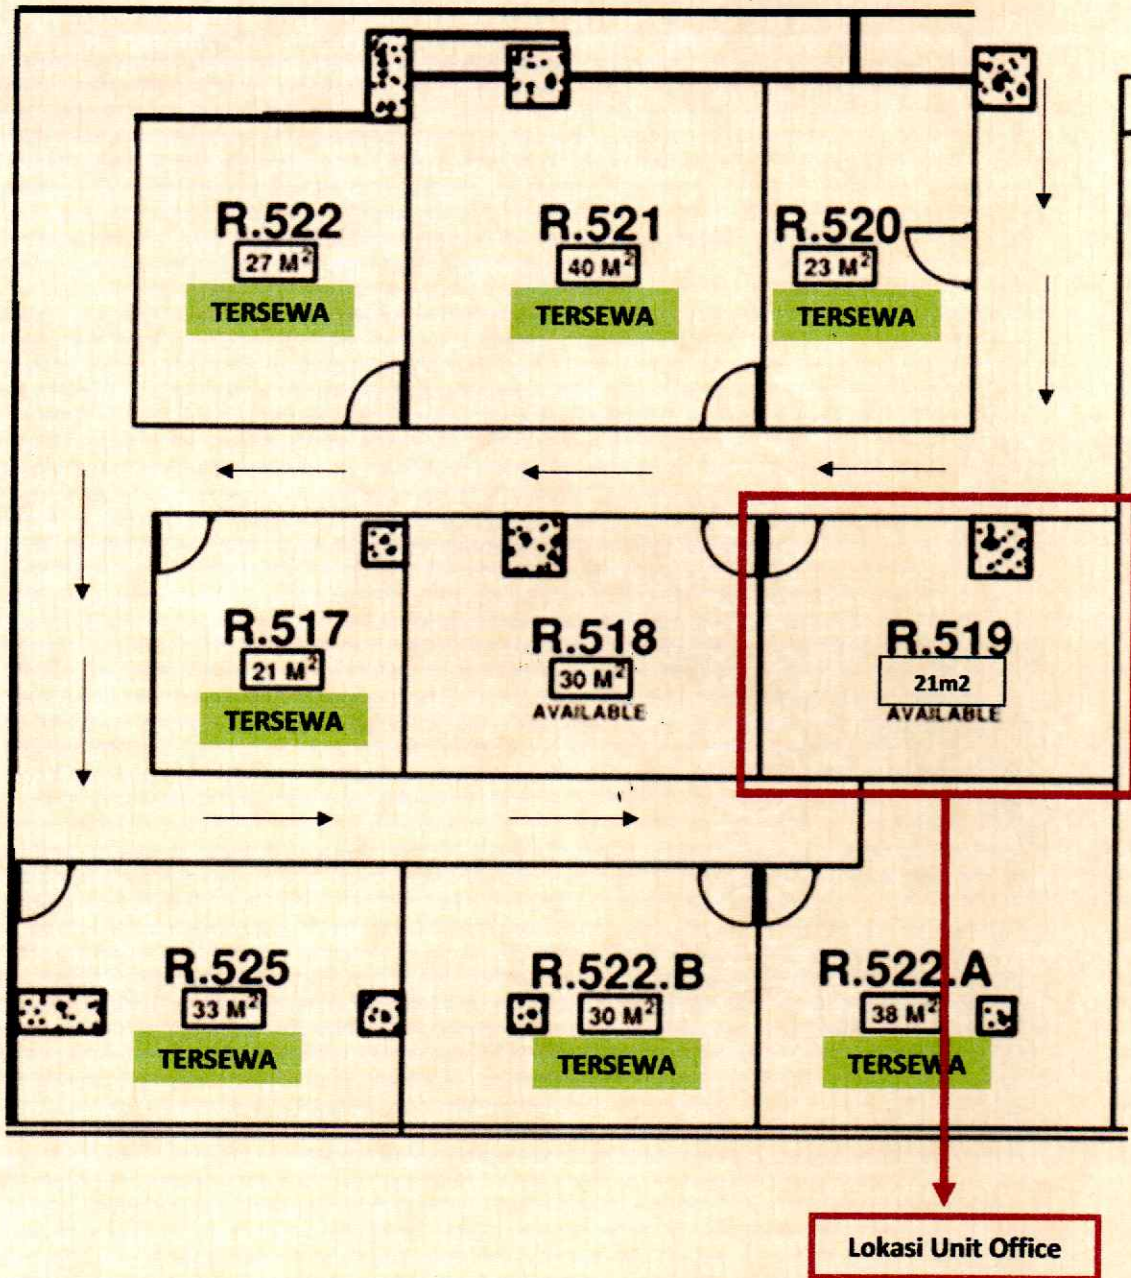 R.522
27 M²
TERSEWA
R.521
40 M²
TERSEWA
R.520
23 M²
TERSEWA
R.517
21 M²
TERSEWA
R.518
30 M²
AVAILABLE
R.519
21m2
AVAILABLE
R.525
33 M²
TERSEWA
R.522.B
30 M²
TERSEWA
R.522.A
38 M²
TERSEWA
Lokasi Unit Office